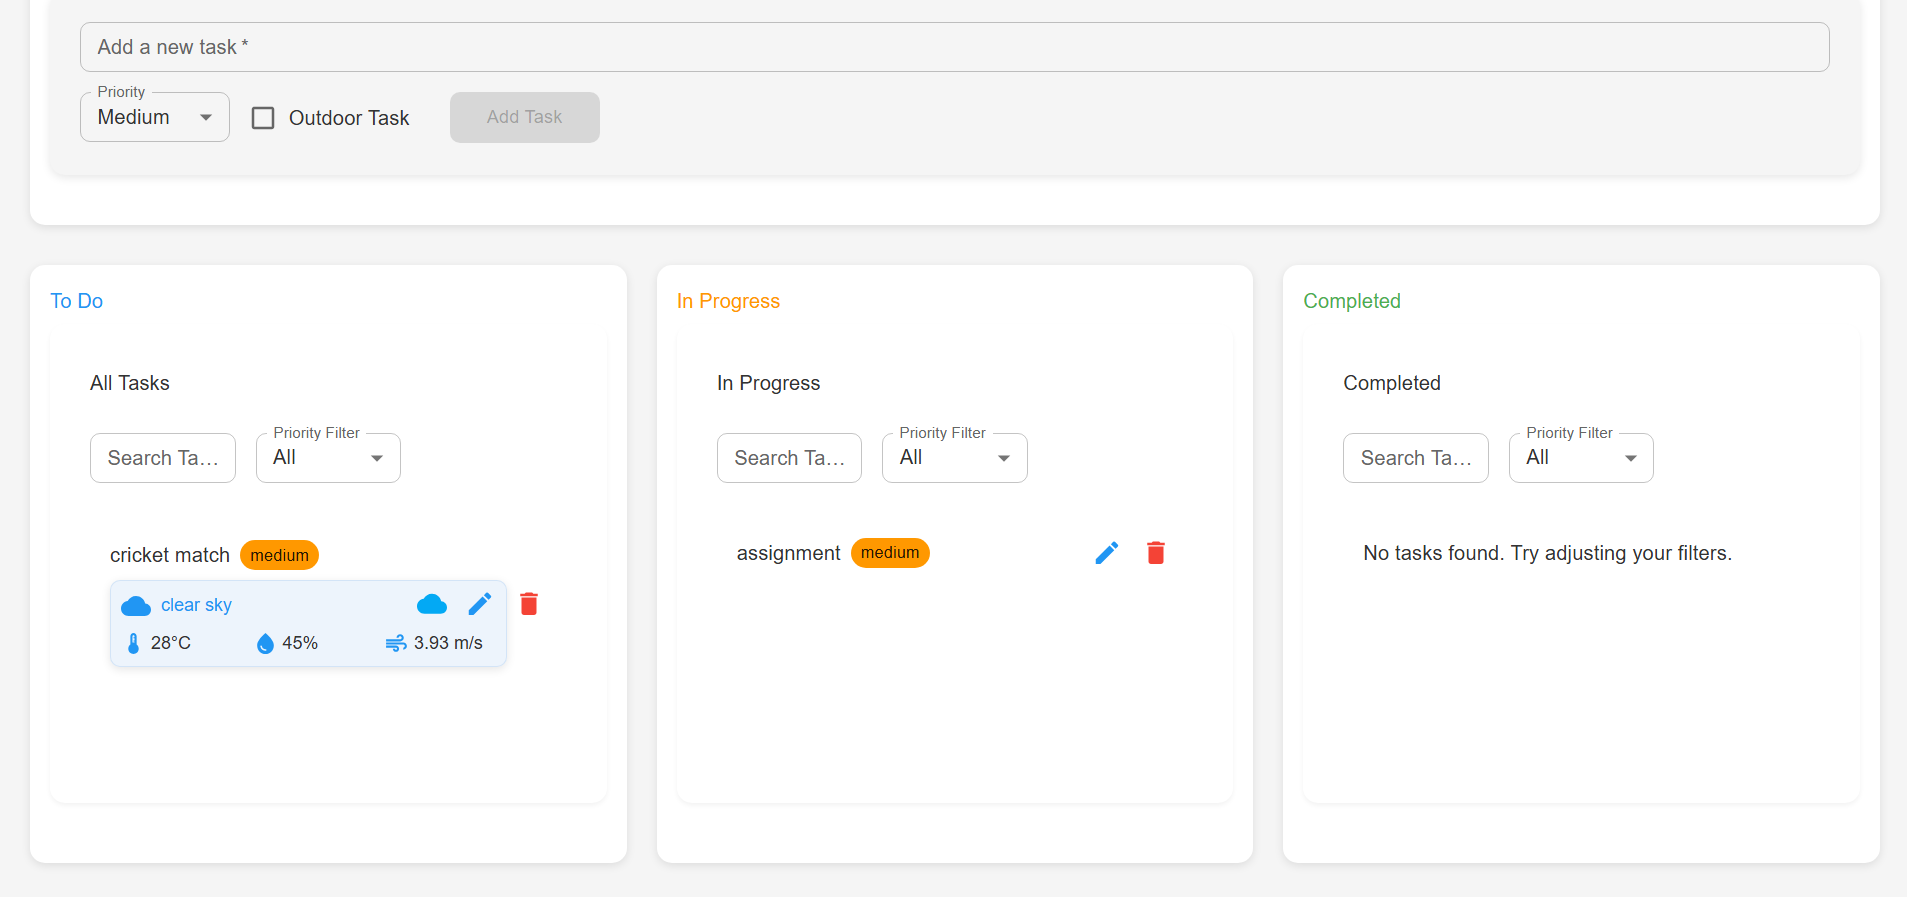 Add a new task *
Priority
Medium
Outdoor Task
Add Task
To Do
All Tasks
Search Ta...
Priority Filter
All
cricket match medium
clear sky
28°C 45% 3.93 m/s
In Progress
In Progress
Search Ta...
Priority Filter
All
assignment medium
Completed
Completed
Search Ta...
Priority Filter
All
No tasks found. Try adjusting your filters.